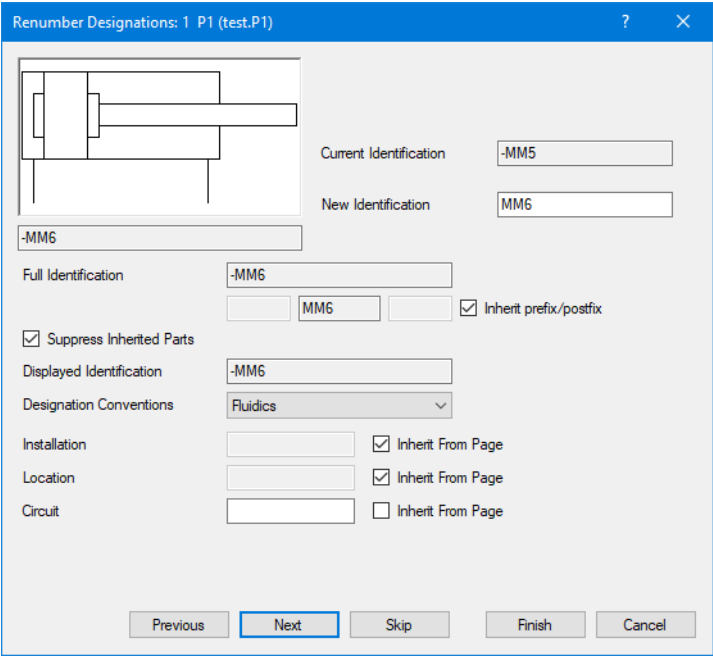 Renumber Designations: 1 P1 (test.P1)
Current Identification -MM5
New Identification MM6
-MM6
Full Identification -MM6
MM6 Inherit prefix/postfix
Suppress Inherited Parts
Displayed Identification -MM6
Designation Conventions Fluidics
Installation Inherit From Page
Location Inherit From Page
Circuit Inherit From Page
Previous Next Skip Finish Cancel